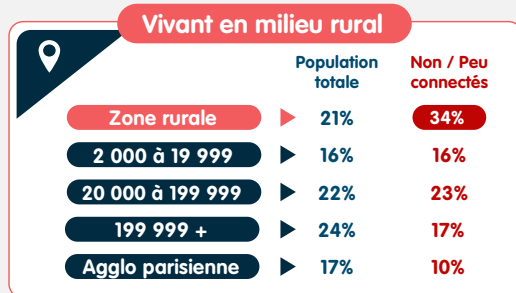 Vivant en milieu rural
Population totale
Non / Peu connectés
Zone rurale 21% 34%
2 000 à 19 999 16% 16%
20 000 à 199 999 22% 23%
199 999 + 24% 17%
Agglo parisienne 17% 10%